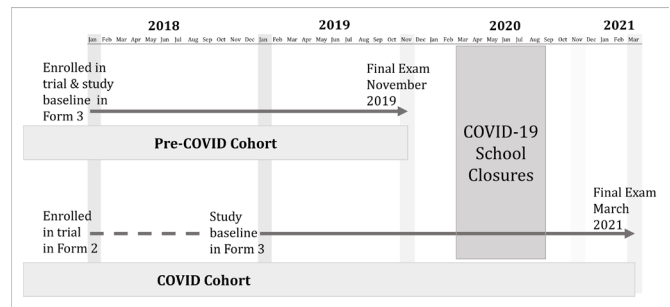 2018 2019 2020 2021
Jan Feb Mar Apr May Jun Jul Aug Sep Oct Nov Dec Jan Feb Mar Apr May Jun Jul Aug Sep Oct Nov Dec Jan Feb Mar Apr May Jun Jul Aug Sep Oct Nov Dec Jan Feb Mar
Enrolled in
trial & study
baseline in
Form 3
Final Exam
November
2019
Pre-COVID Cohort
COVID-19
School
Closures
Enrolled
in trial
in Form 2
Study
baseline
in Form 3
Final Exam
March
2021
COVID Cohort